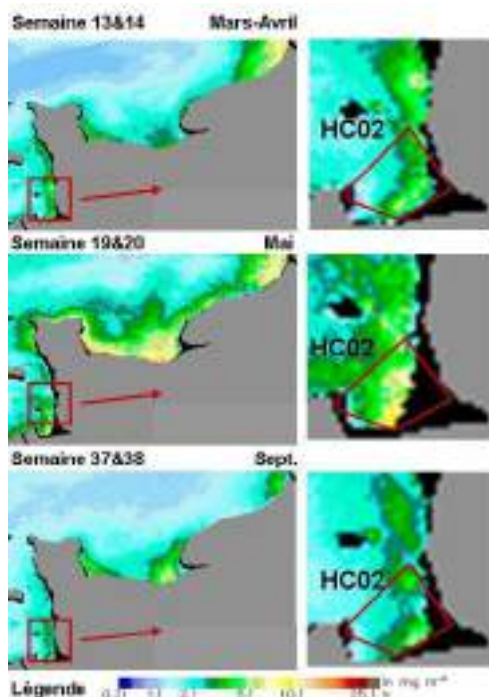 Semaine 13&14 Mars-Avril
HC02
Semaine 19&20 Mai
HC02
Semaine 37&38 Sept.
HC02
Légende